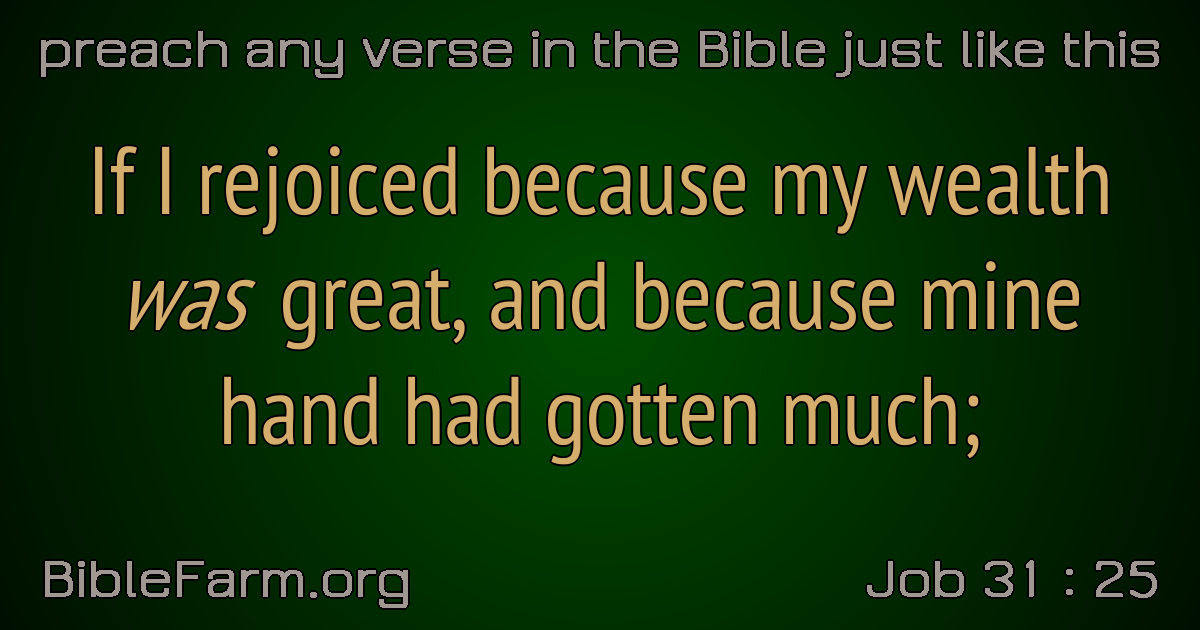 preach any verse in the Bible just like this
If I rejoiced because my wealth
was great, and because mine
hand had gotten much;
BibleFarm.org
Job 31 : 25